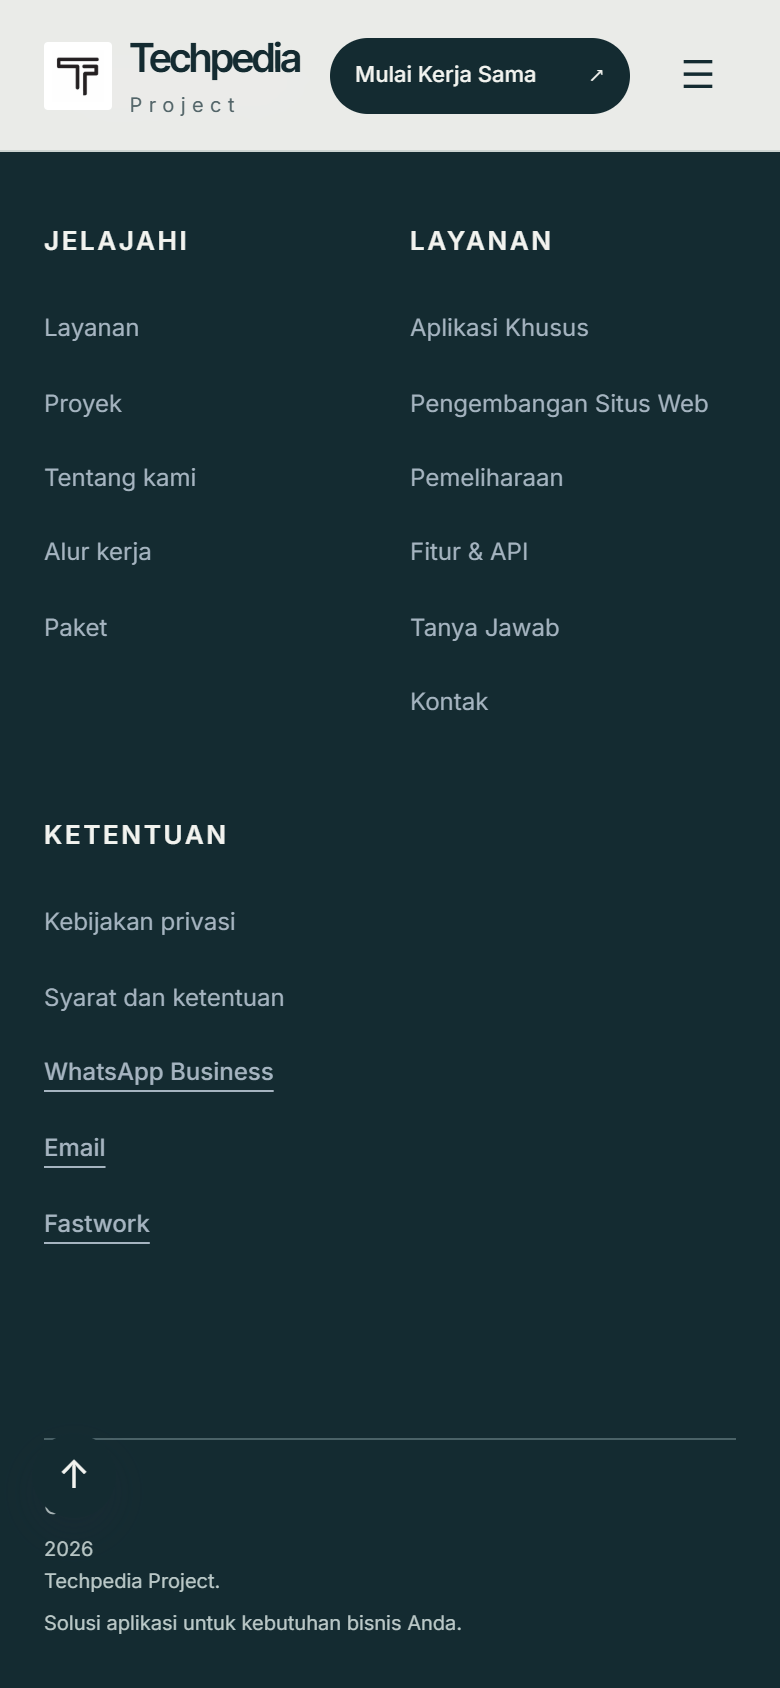 Techpedia
Project
Mulai Kerja Sama ↗
☰
JELAJAHI
Layanan
Proyek
Tentang kami
Alur kerja
Paket
LAYANAN
Aplikasi Khusus
Pengembangan Situs Web
Pemeliharaan
Fitur & API
Tanya Jawab
Kontak
KETENTUAN
Kebijakan privasi
Syarat dan ketentuan
WhatsApp Business
Email
Fastwork
↑
2026
Techpedia Project.
Solusi aplikasi untuk kebutuhan bisnis Anda.